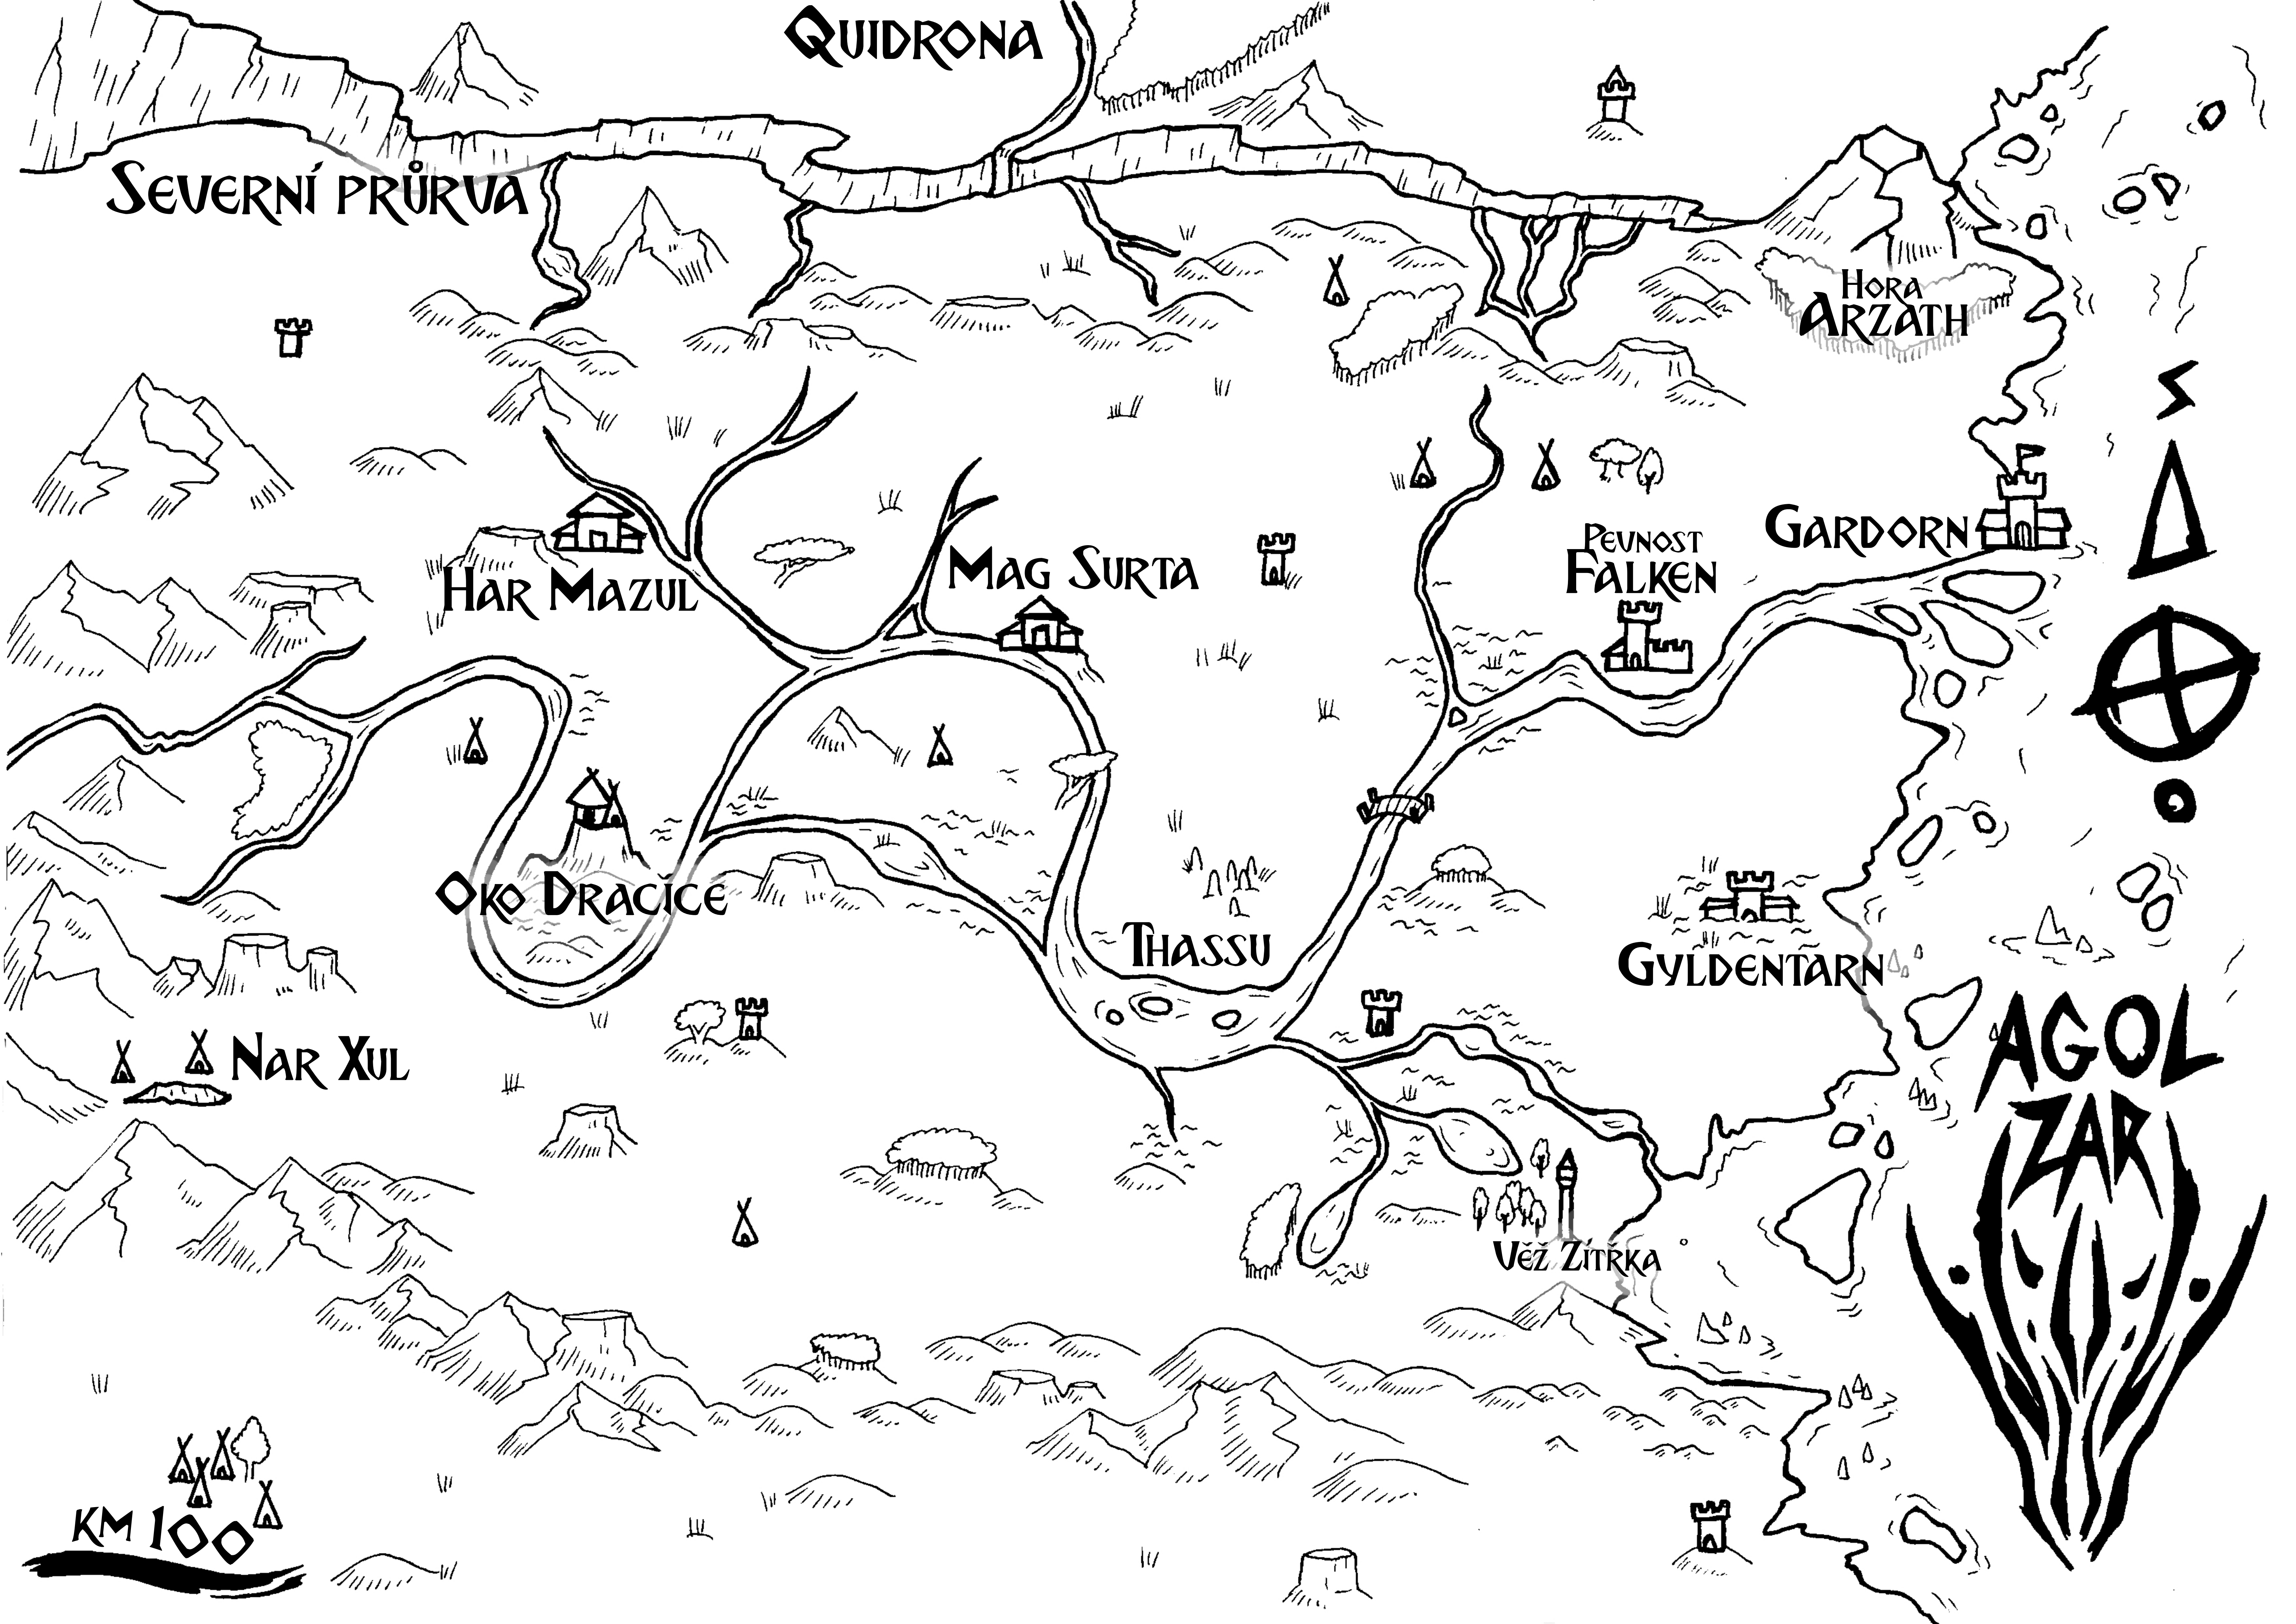 QUIDRONA
SEVERNÍ PRŮRVA
HORA
ARZATH
S
GARDORN
PEVNOST
FALKEN
MAG SURTA
HAR MAZUL
OKO DRAČICE
THASSU
GYLDENTARN
NAR XUL
AGOL
ZAR
VĚŽ ZÍTŘKA
KM 100